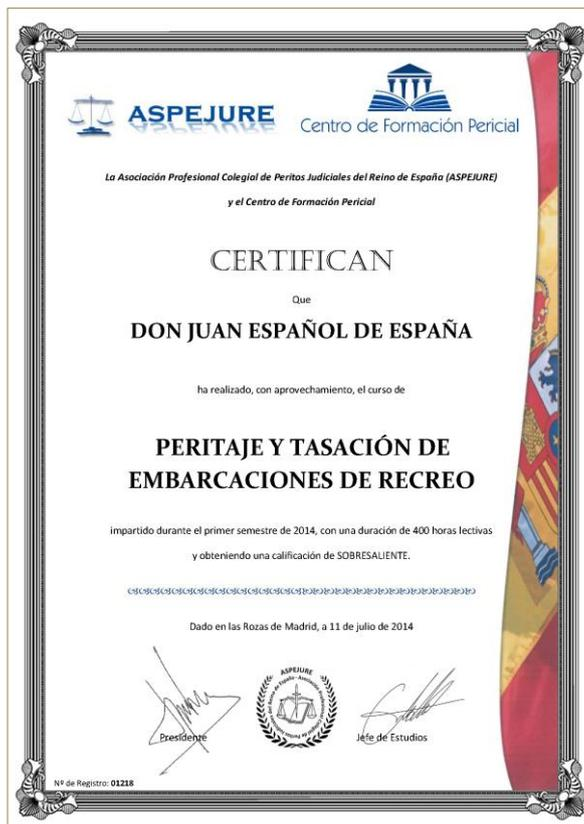 ASPEJURE
Centro de Formación Pericial
La Asociación Profesional Colegial de Peritos Judiciales del Reino de España (ASPEJURE)
y el Centro de Formación Pericial
CERTIFICAN
Que
DON JUAN ESPAÑOL DE ESPAÑA
ha realizado, con aprovechamiento, el curso de
PERITAJE Y TASACIÓN DE
EMBARCACIONES DE RECREO
impartido durante el primer semestre de 2014, con una duración de 400 horas lectivas
y obteniendo una calificación de SOBRESALIENTE.
Dado en las Rozas de Madrid, a 11 de julio de 2014
ASPEJURE
Presidente
Jefe de Estudios
Nº de Registro: 01218